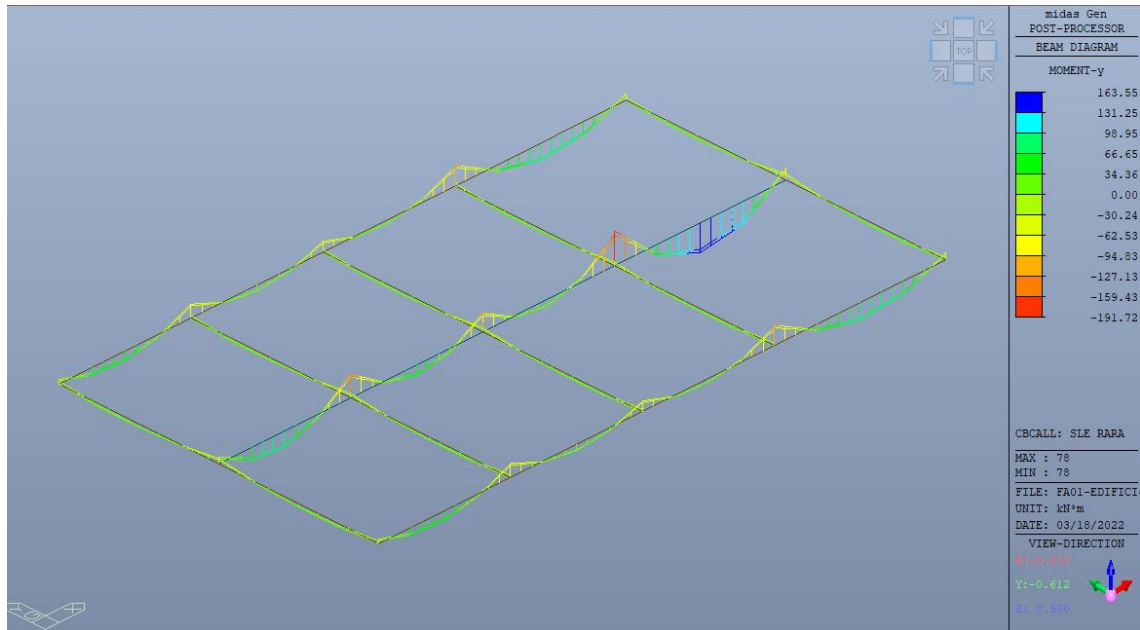 TOP
midas Gen
POST-PROCESSOR
BEAM DIAGRAM
MOMENT-y
163.55
131.25
98.95
66.65
34.36
0.00
-30.24
-62.53
-94.83
-127.13
-159.43
-191.72
CBCALL: SLE RARA
MAX : 78
MIN : 78
FILE: FA01-EDIFICI-
UNIT: kN*m
DATE: 03/18/2022
VIEW-DIRECTION
Y:-0.612
Z: 0.500